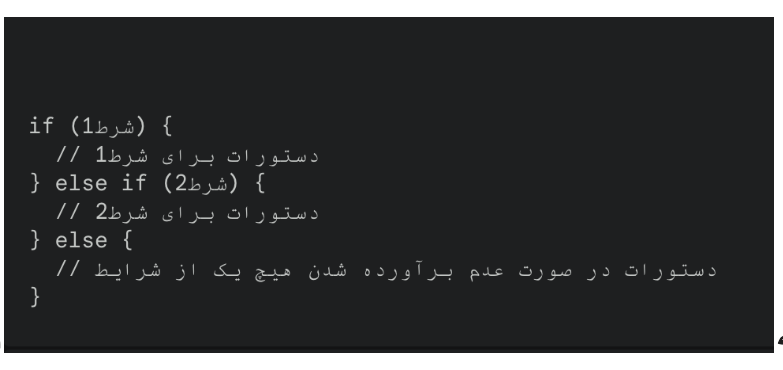 if (شرط1) {
// دستورات برای شرط1
} else if (شرط2) {
// دستورات برای شرط2
} else {
// دستورات در صورت عدم برآورده شدن هیچ یک از شرایط
}